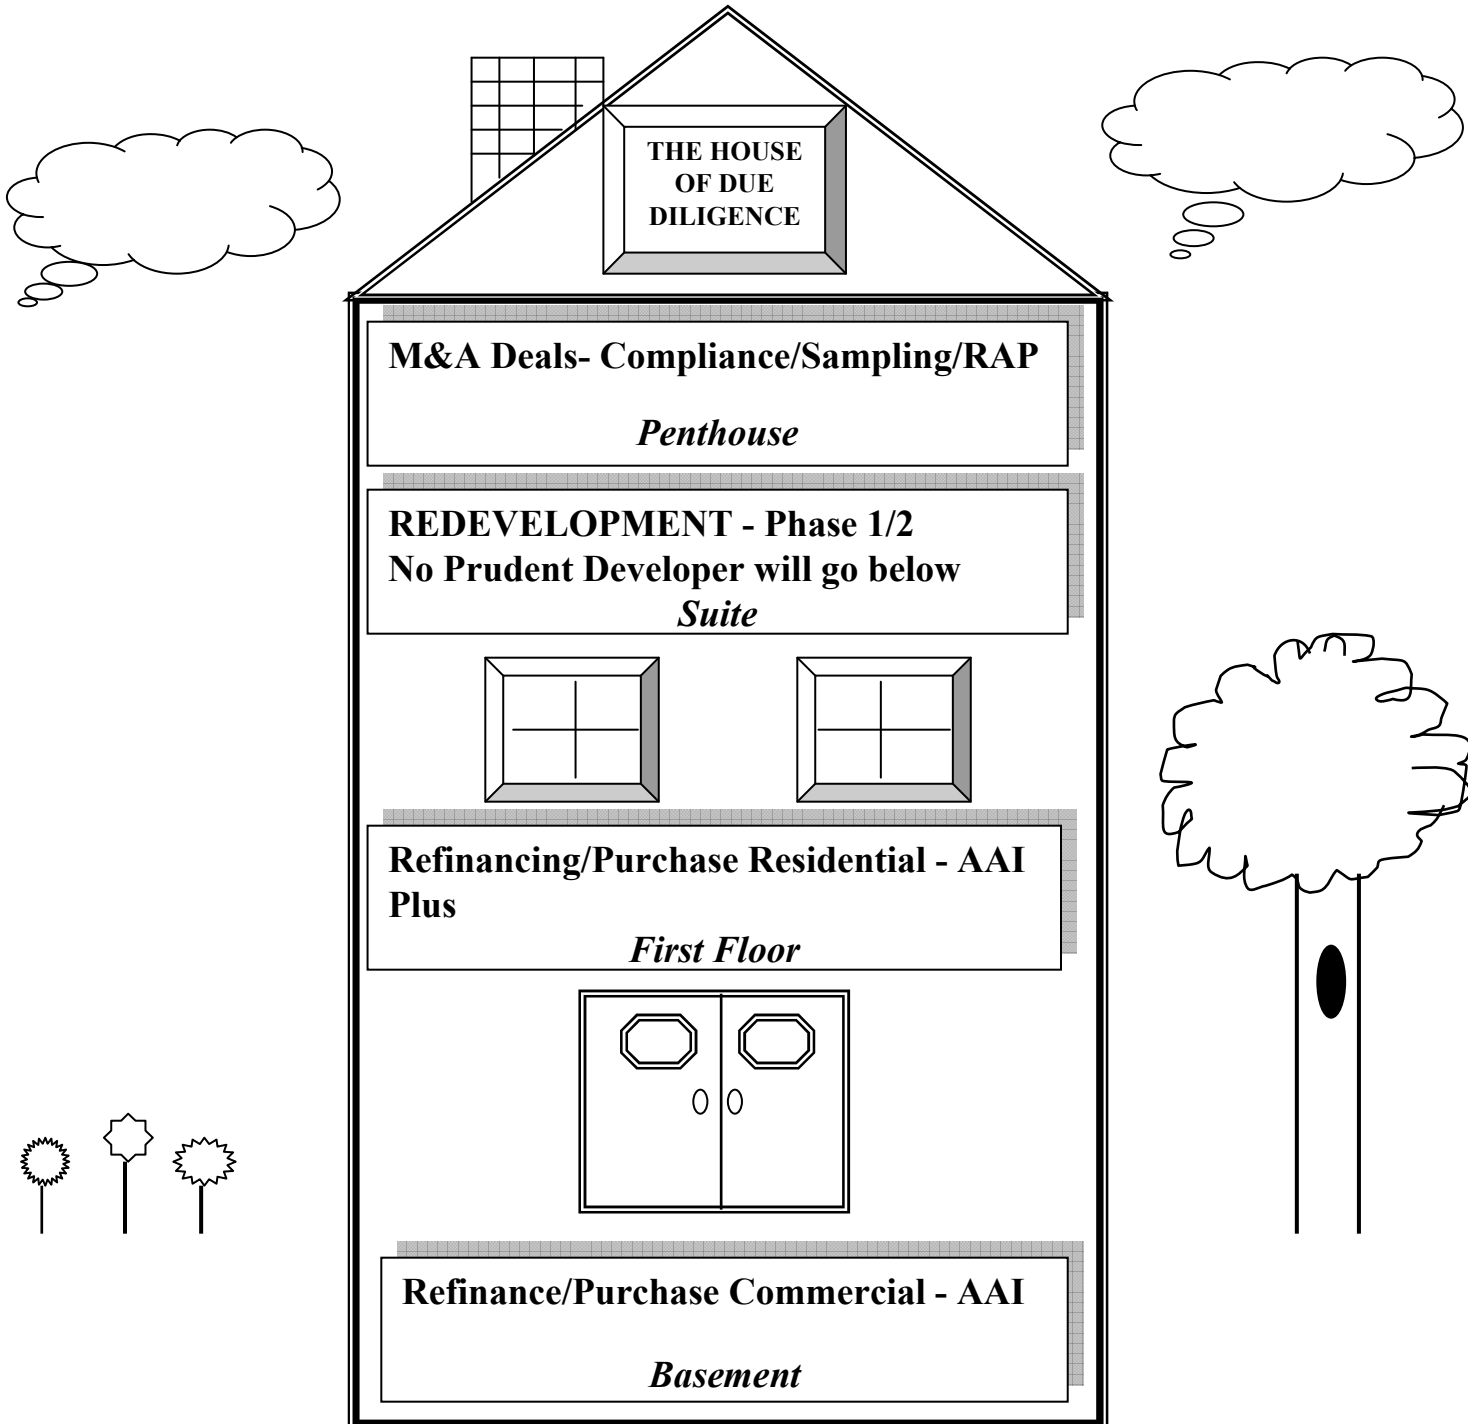 THE HOUSE
OF DUE
DILIGENCE
M&A Deals- Compliance/Sampling/RAP
Penthouse
REDEVELOPMENT - Phase 1/2
No Prudent Developer will go below
Suite
Refinancing/Purchase Residential - AAI
Plus
First Floor
Refinance/Purchase Commercial - AAI
Basement